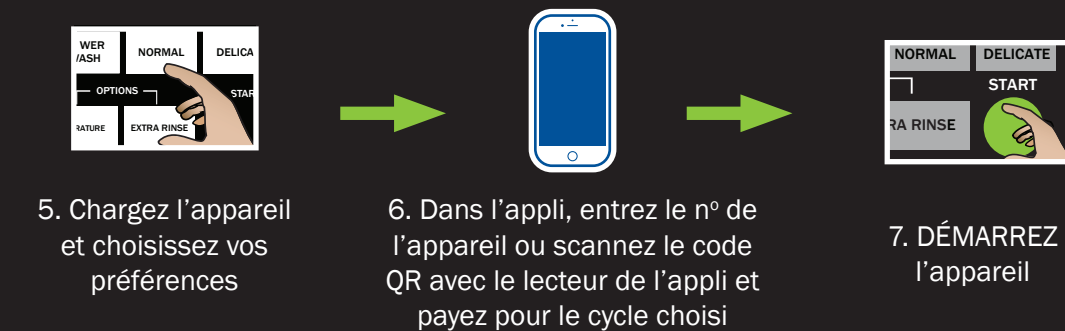 WER
/ASH
NORMAL
DELICA
OPTIONS
STAR
RATURE
EXTRA RINSE
NORMAL
DELICATE
START
RA RINSE
5. Chargez l’appareil
et choisissez vos
préférences
6. Dans l’appli, entrez le nº de
l’appareil ou scannez le code
QR avec le lecteur de l’appli et
payez pour le cycle choisi
7. DÉMARREZ
l’appareil